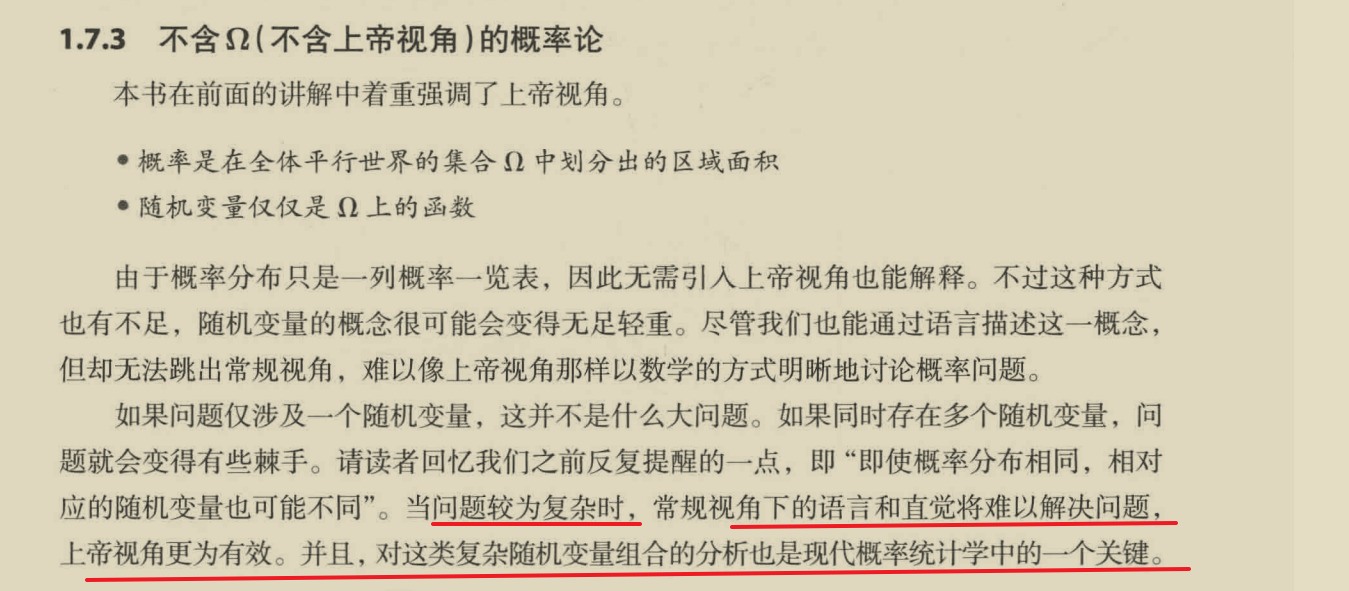 1.7.3 不含Ω(不含上帝视角)的概率论
本书在前面的讲解中着重强调了上帝视角。
• 概率是在全体平行世界的集合 Ω 中划分出的区域面积
• 随机变量仅仅是 Ω 上的函数
由于概率分布只是一列概率一览表，因此无需引入上帝视角也能解释。不过这种方式
也有不足，随机变量的概念很可能会变得无足轻重。尽管我们也能通过语言描述这一概念，
但却无法跳出常规视角，难以像上帝视角那样以数学的方式明晰地讨论概率问题。
如果问题仅涉及一个随机变量，这并不是什么大问题。如果同时存在多个随机变量，问
题就会变得有些棘手。请读者回忆我们之前反复提醒的一点，即“即使概率分布相同，相对
应的随机变量也可能不同”。当问题较为复杂时，常规视角下的语言和直觉将难以解决问题，
上帝视角更为有效。并且，对这类复杂随机变量组合的分析也是现代概率统计学中的一个关键。